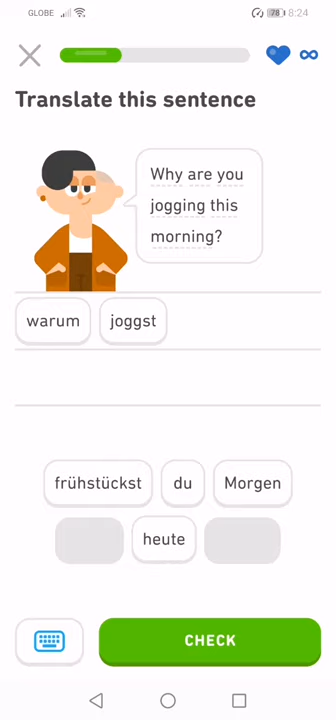 GLOBE 78 8:24
Translate this sentence
Why are you
jogging this
morning?
warum joggst
frühstückst du Morgen
heute
CHECK